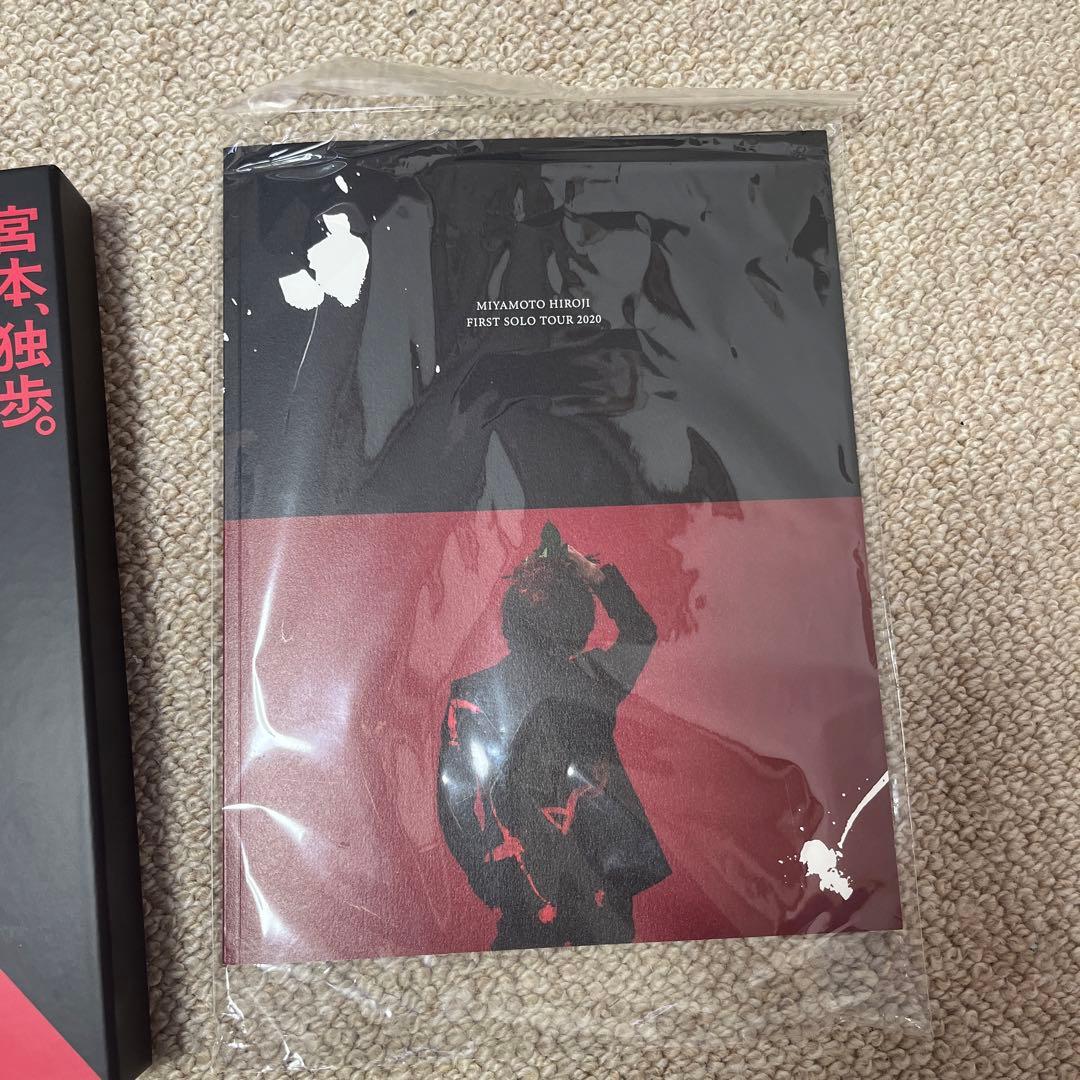 宮本、独歩。
MIYAMOTO HIROJI
FIRST SOLO TOUR 2020